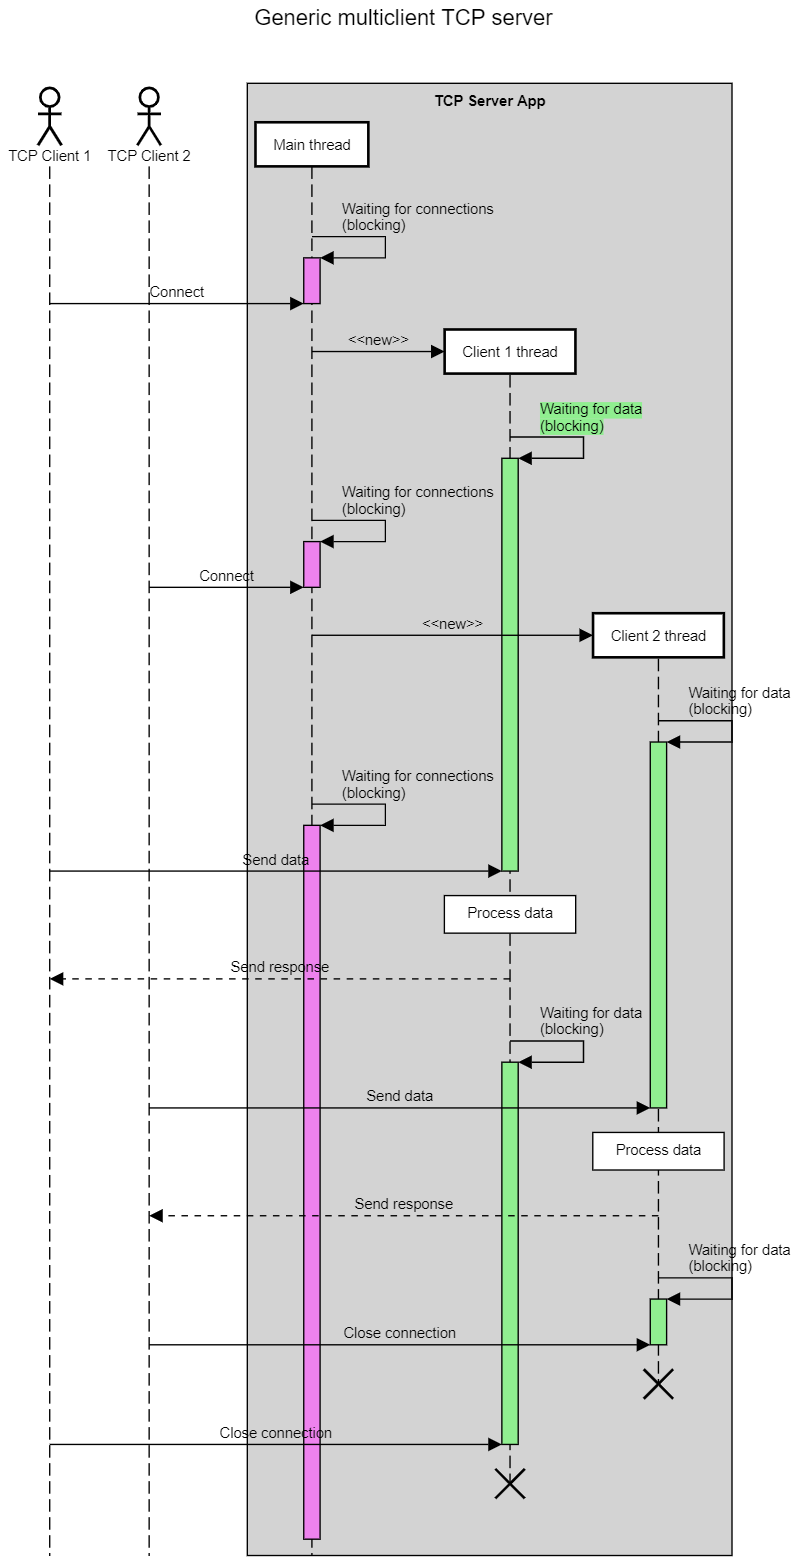 Generic multiclient TCP server
TCP Server App
TCP Client 1
TCP Client 2
Main thread
Waiting for connections
(blocking)
Connect
<<new>>
Client 1 thread
Waiting for data
(blocking)
Waiting for connections
(blocking)
Connect
<<new>>
Client 2 thread
Waiting for data
(blocking)
Waiting for connections
(blocking)
Send data
Process data
Send response
Waiting for data
(blocking)
Send data
Process data
Send response
Waiting for data
(blocking)
Close connection
Close connection